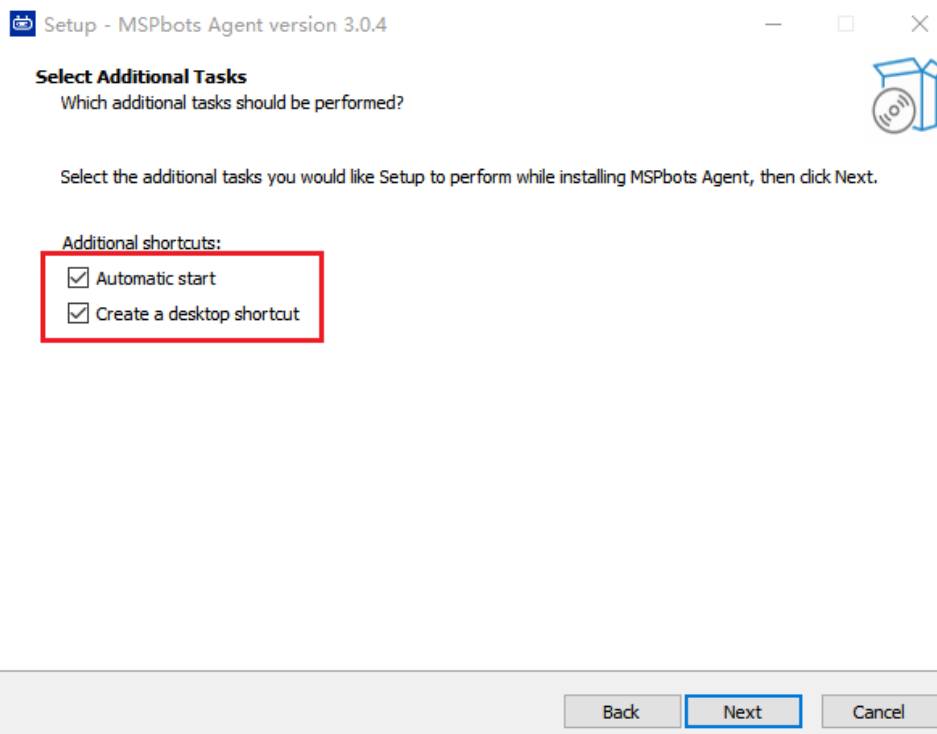 Setup - MSPbots Agent version 3.0.4
Select Additional Tasks
Which additional tasks should be performed?
Select the additional tasks you would like Setup to perform while installing MSPbots Agent, then click Next.
Additional shortcuts:
Automatic start
Create a desktop shortcut
Back Next Cancel